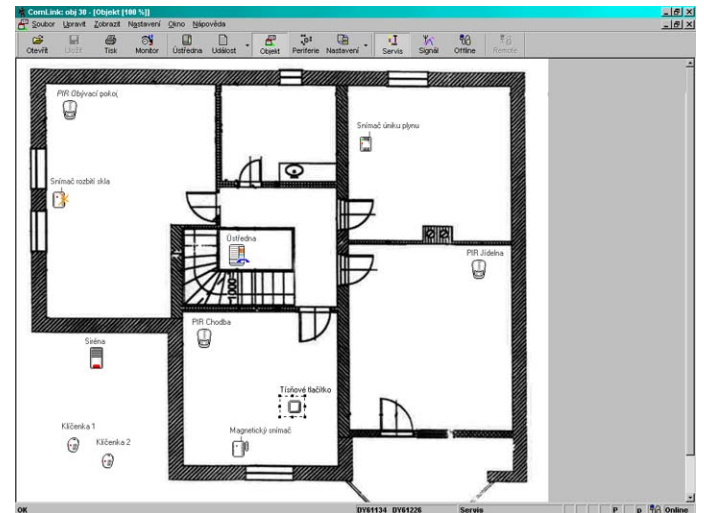 ComLink: obj 30 - [Objekt [100 %]]
Soubor Upravit Zobrazit Nastavení Okno Nápověda
Otevřít Uložit Tisk Monitor Ústředna Událost Objekt Periferie Nastavení Servis Signál Offline Remote
PIR Obývací pokoj
Snímač úniku plynu
Snímač rozbití skla
Ústředna
PIR Jídelna
1000
PIR Chodba
Siréna
Tísňové tlačítko
Klíčenka 1
Magnetický snímač
Klíčenka 2
OK DY61134 DY61226 Servis P p Online